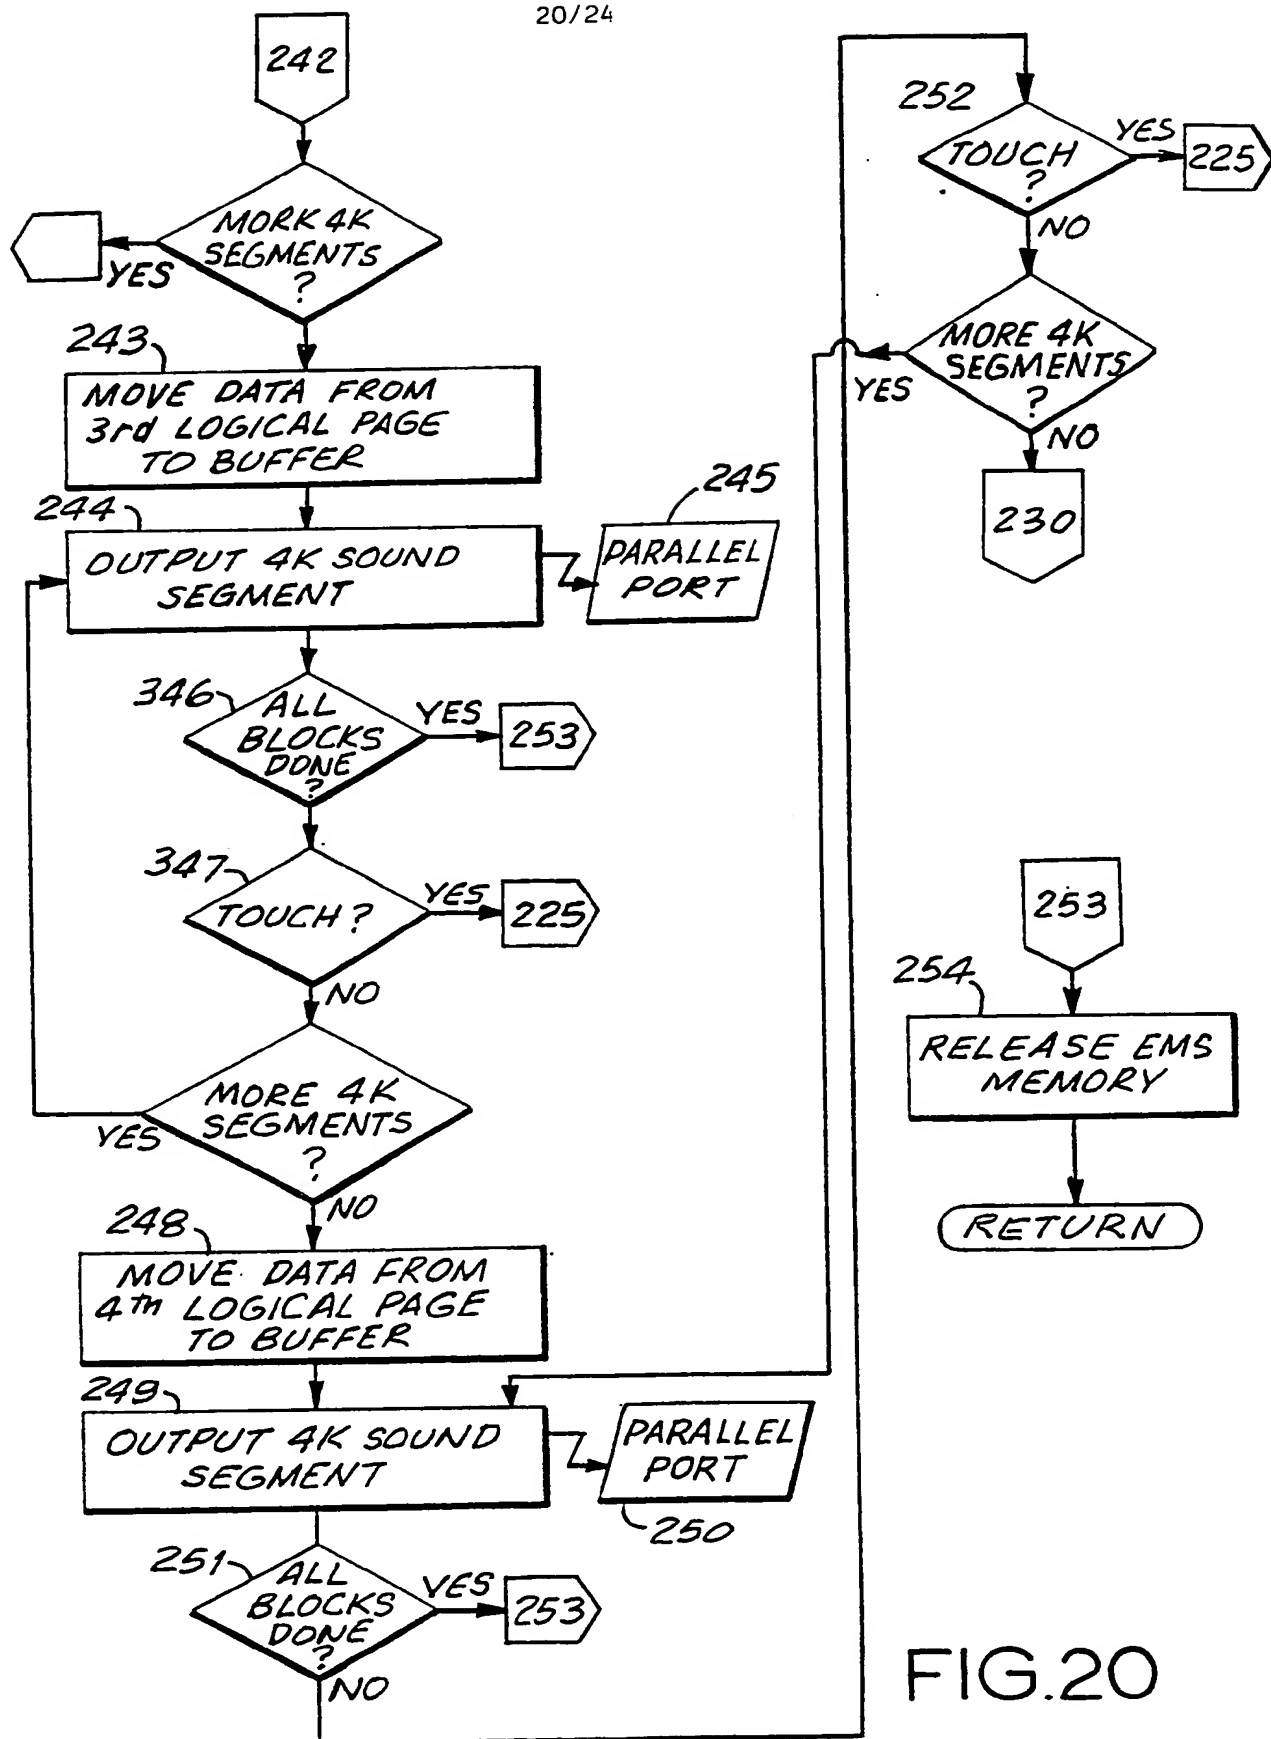 20/24
242
MORK 4K
SEGMENTS
?
YES
243
MOVE DATA FROM
3rd LOGICAL PAGE
TO BUFFER
244
OUTPUT 4K SOUND
SEGMENT
245
PARALLEL
PORT
346
ALL
BLOCKS
DONE
?
YES
253
347
TOUCH ?
YES
225
NO
MORE 4K
SEGMENTS
?
YES
NO
248
MOVE DATA FROM
4TH LOGICAL PAGE
TO BUFFER
249
OUTPUT 4K SOUND
SEGMENT
PARALLEL
PORT
250
251
ALL
BLOCKS
DONE
?
YES
253
NO
252
TOUCH
?
YES
225
NO
MORE 4K
SEGMENTS
?
YES
NO
230
253
254
RELEASE EMS
MEMORY
RETURN
FIG.20